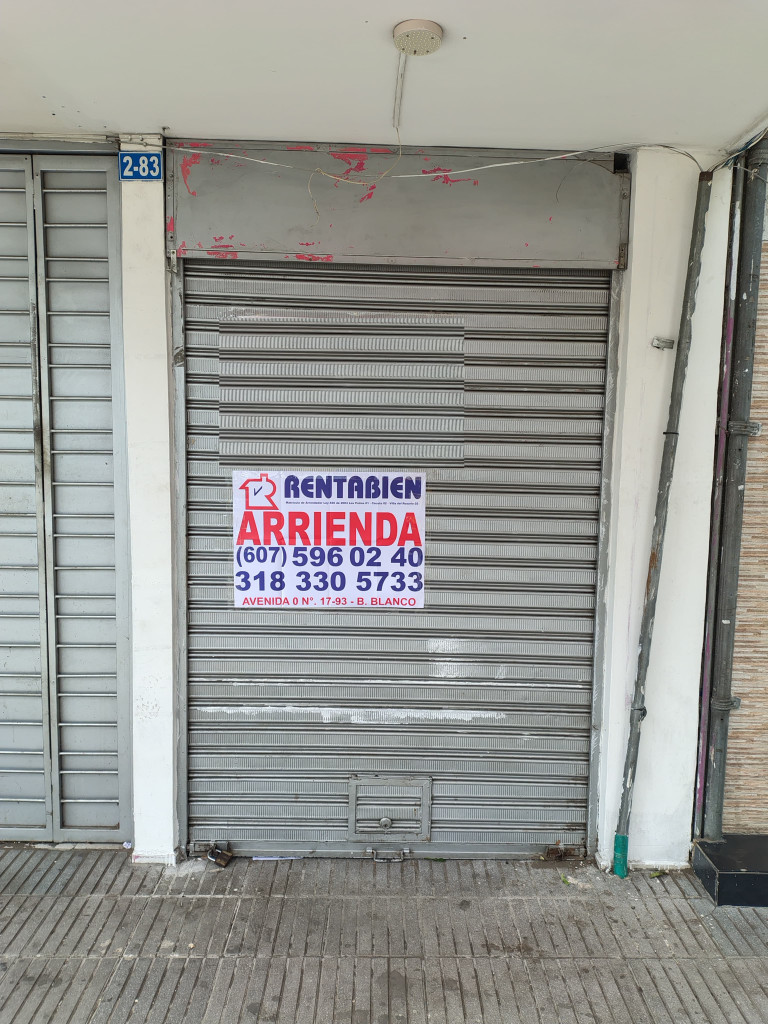 2-83
RENTABIEN
ARRIENDA
(607) 596 02 40
318 330 5733
AVENIDA 0 N°. 17-93 - B. BLANCO